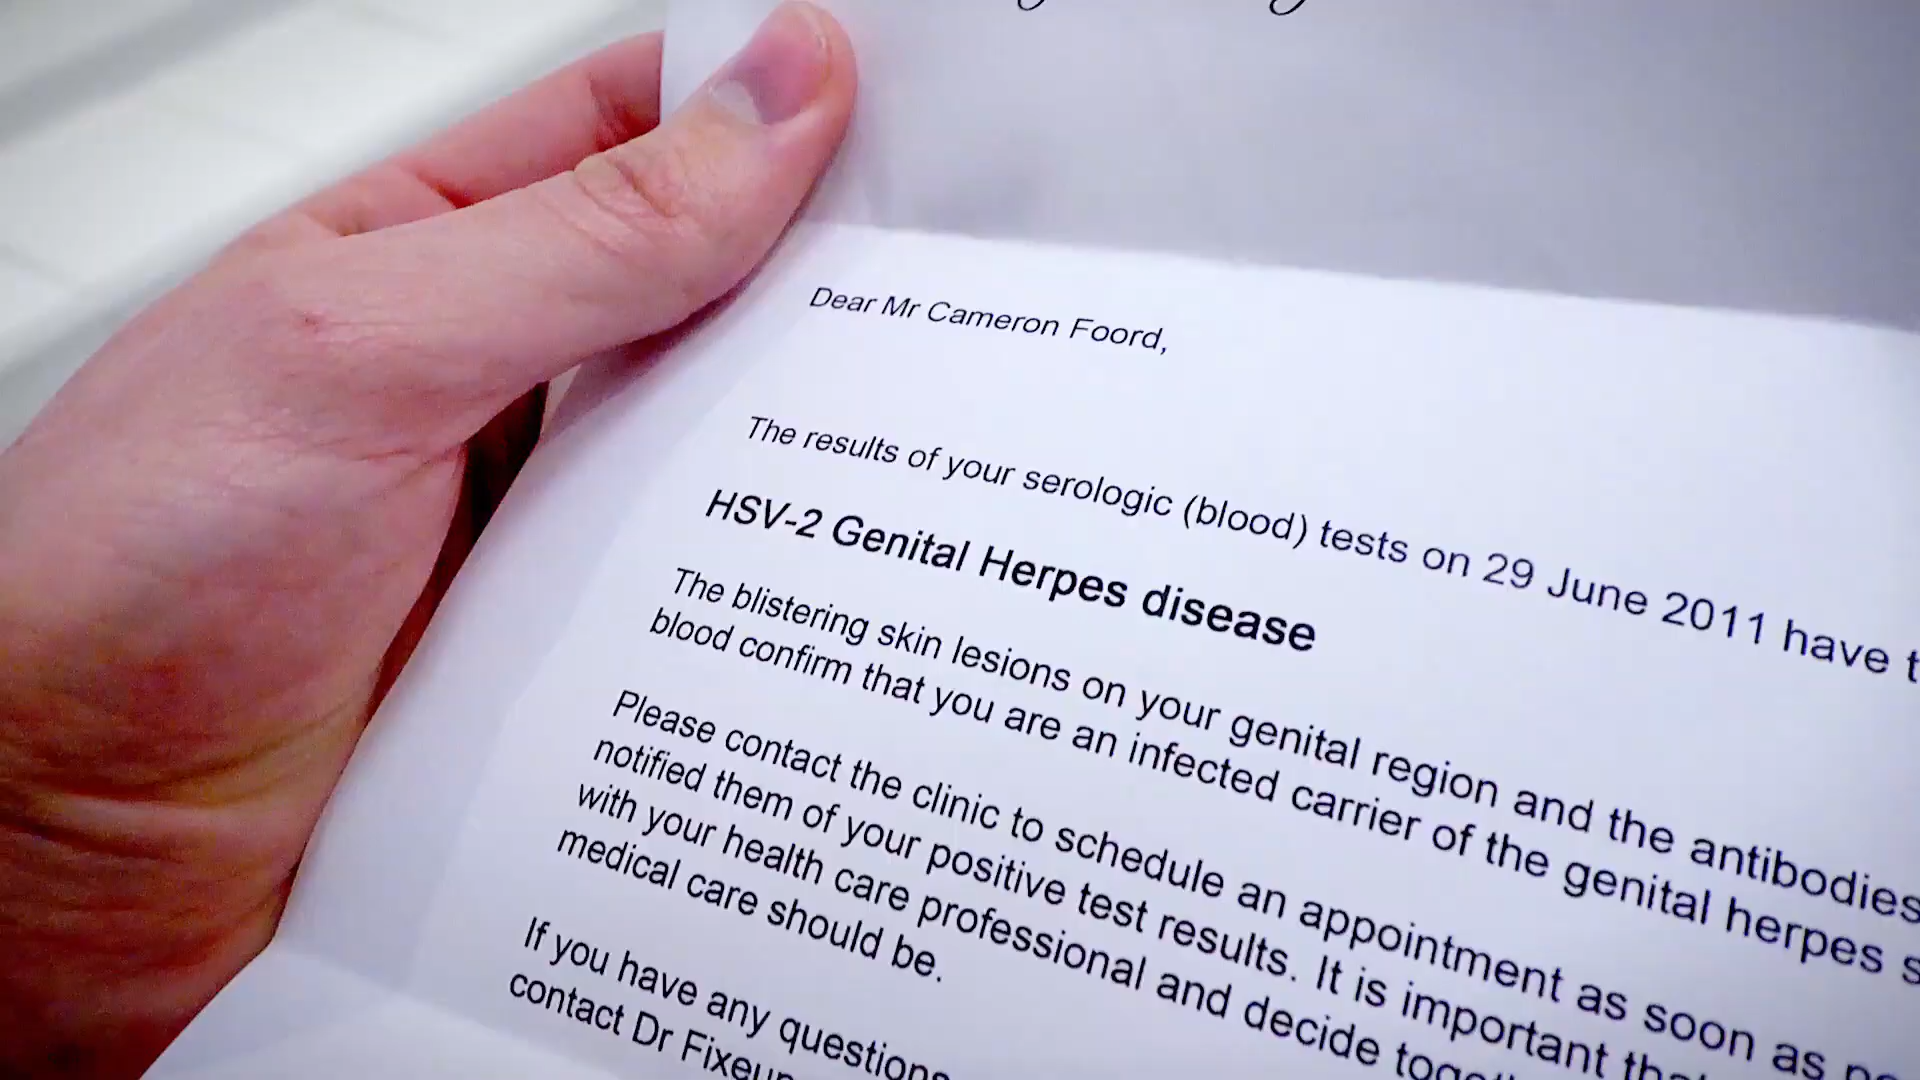 Dear Mr Cameron Foord,
The results of your serologic (blood) tests on 29 June 2011 have
HSV-2 Genital Herpes disease
The blistering skin lesions on your genital region and the antibodies
blood confirm that you are an infected carrier of the genital herpes
Please contact the clinic to schedule an appointment as soon as
notified them of your positive test results. It is important
with your health care professional and decide
medical care should be.
If you have any questions
contact Dr